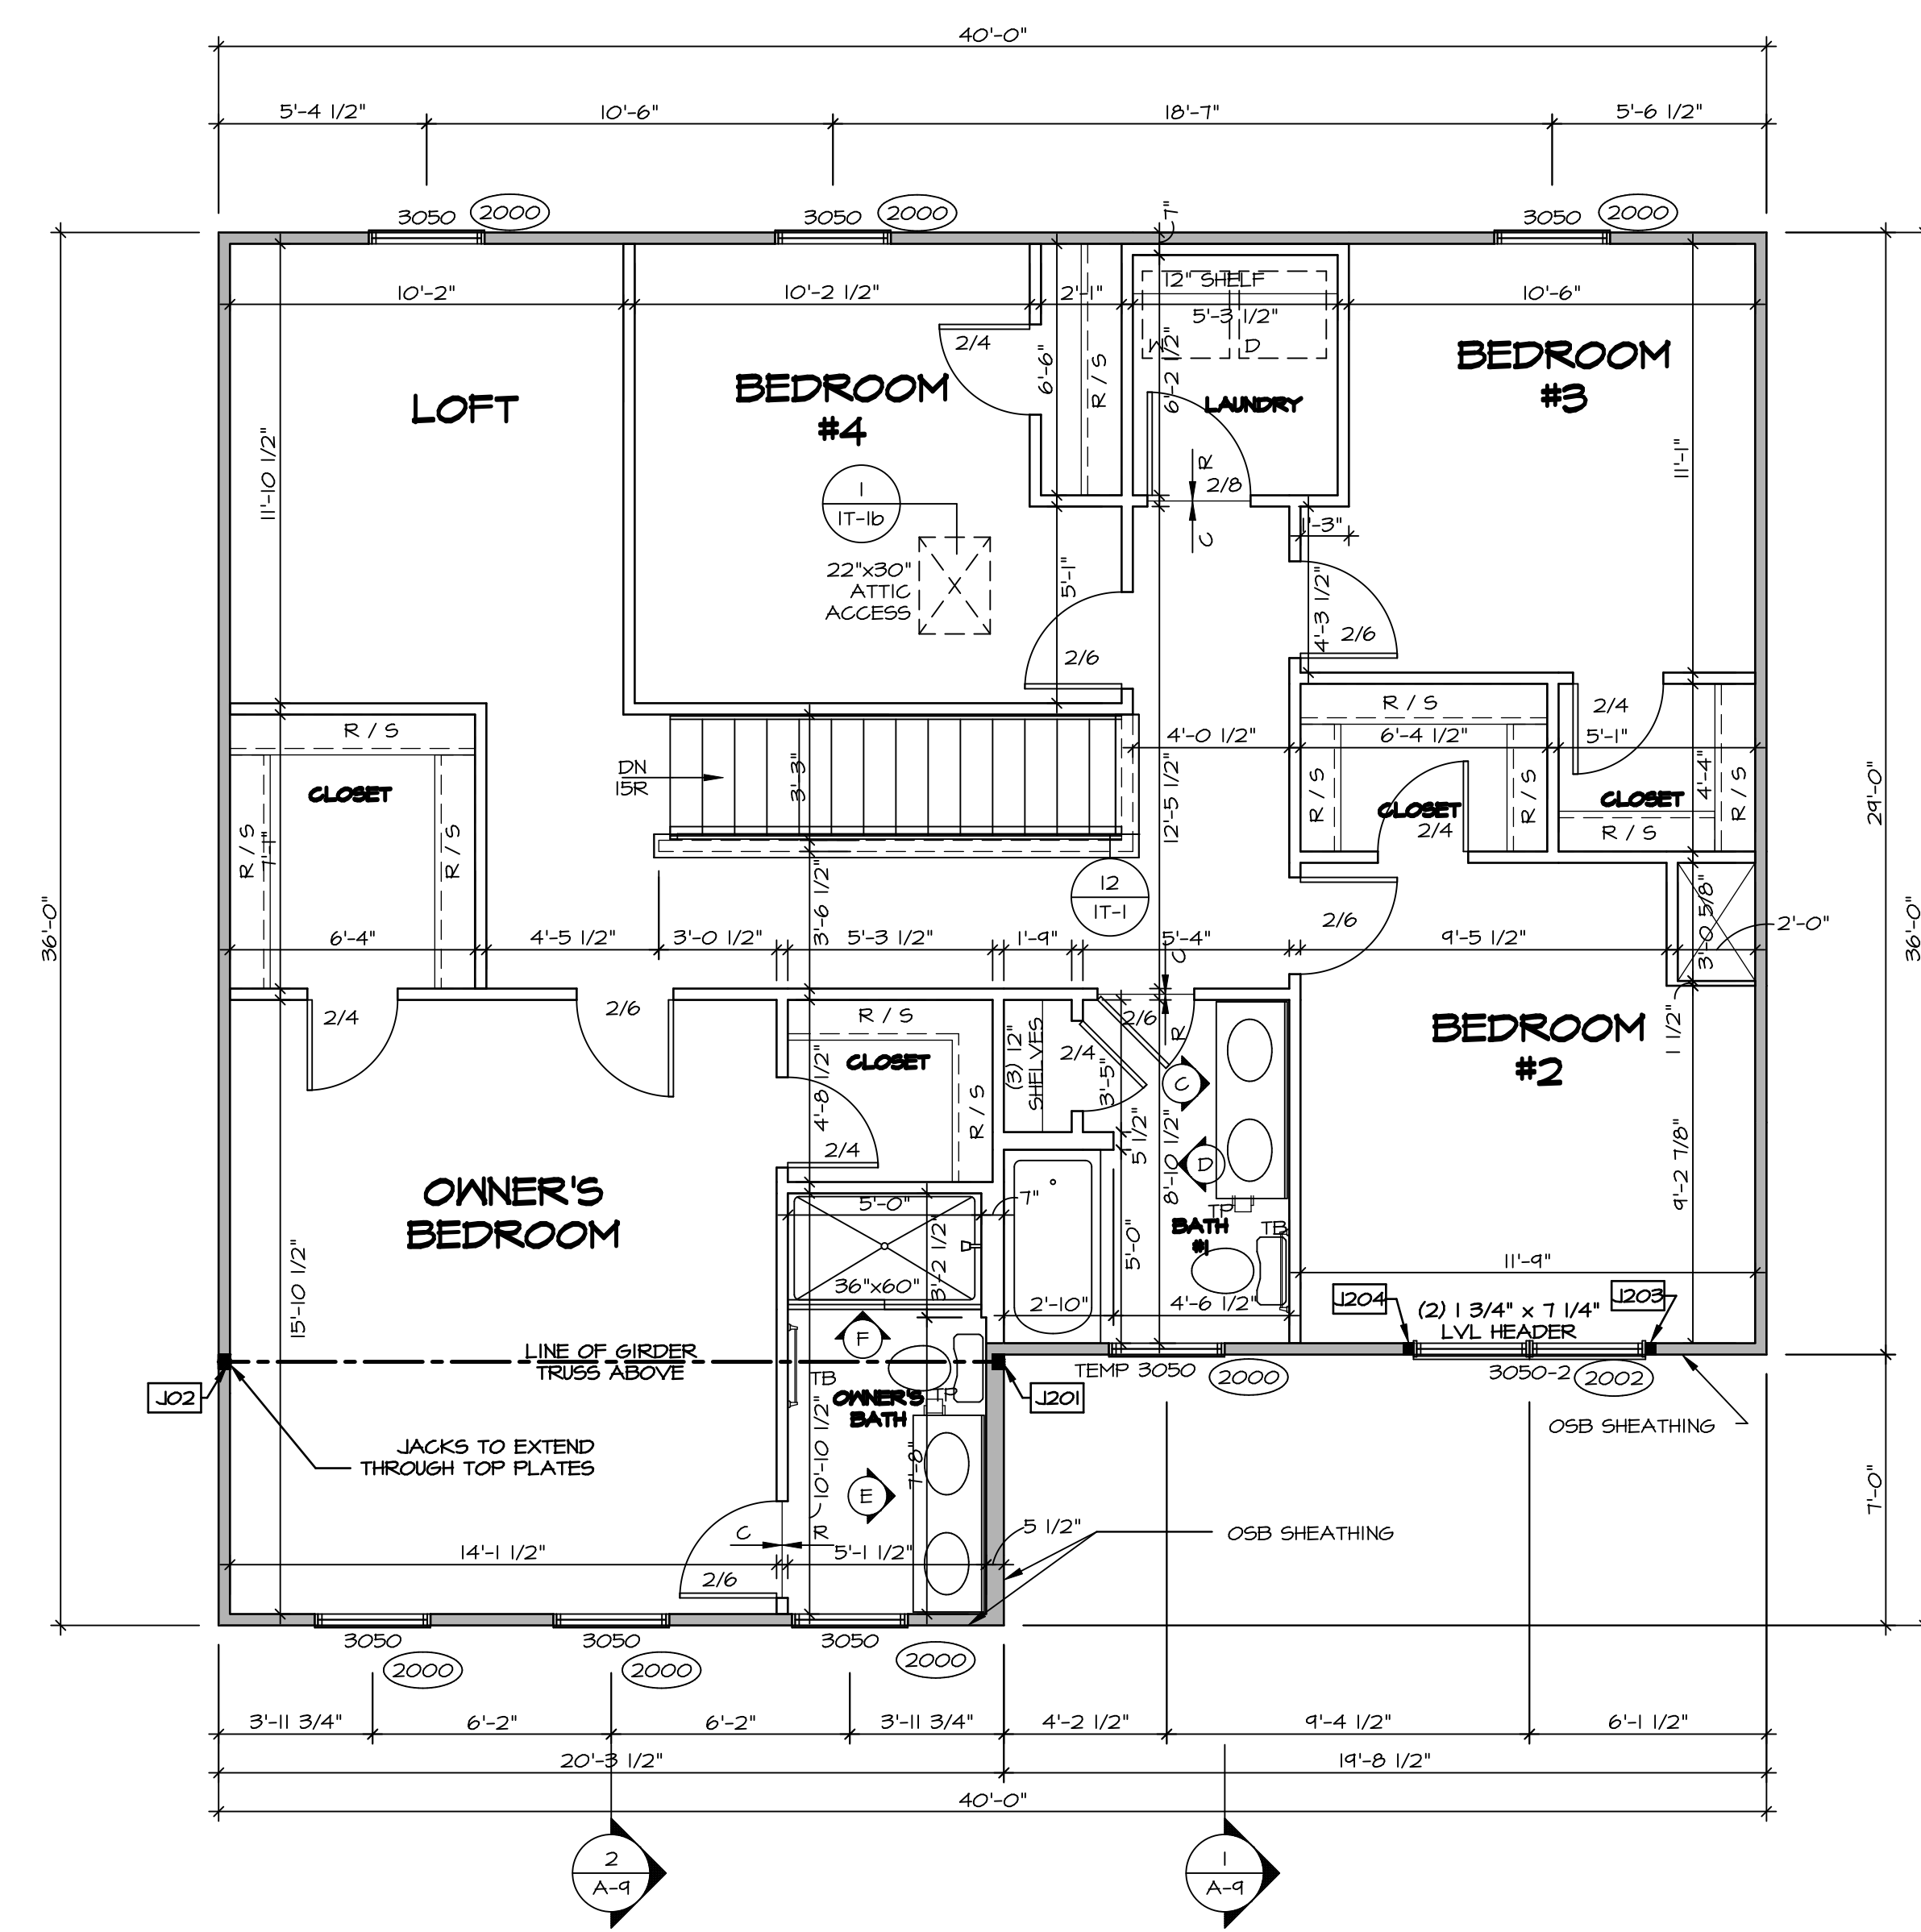 40'-0"
5'-4 1/2" 10'-6" 18'-7" 5'-6 1/2"
3050 2000 3050 2000 7" 3050 2000
10'-2" 10'-2 1/2" 2'-1" 12" SHELF 10'-6"
5'-3 1/2"
2/4 W D
6'-6" R / S 6'-2 1/2"
LOFT
BEDROOM
#4
LAUNDRY
BEDROOM
#3
11'-10 1/2" 11'-1"
1
1T-1b
2/8 R
C
1'-3"
22"x30"
ATTIC
ACCESS
X
5'-1"
4'-3 1/2"
2/6 2/6
R / S R / S 2/4
4'-0 1/2" 6'-4 1/2" 5'-1"
DN
15R
3'-3" 12'-5 1/2" 4'-4"
CLOSET
R / S 7'-1" R / S
R / S CLOSET R / S
2/4
CLOSET R / S
R / S
29'-0"
12
1T-1
36'-0"
36'-0"
3'-6 1/2"
2/6
3'-0 5/8" 2'-0"
6'-4" 4'-5 1/2" 3'-0 1/2" 5'-3 1/2" 1'-9" 5'-4" 9'-5 1/2"
C
R
2/4 2/6 R / S 2/6
CLOSET
(3) 12"
SHELVES
2/4
3'-5"
C
1 1/2"
BEDROOM
#2
4'-8 1/2" R / S
2/4
5 1/2" 8'-10 1/2" D
9'-2 7/8"
OWNER'S
BEDROOM
5'-0" 7"
TP
BATH
#1
TB
3'-2 1/2" 5'-0"
36"x60"
11'-9"
15'-10 1/2"
2'-10" 4'-6 1/2"
J204
(2) 1 3/4" x 7 1/4"
LVL HEADER
J203
LINE OF GIRDER
TRUSS ABOVE
F
TB
TP
TEMP 3050 2000 3050-2 2002
J02 J201
OWNER'S
BATH
OSB SHEATHING
JACKS TO EXTEND
THROUGH TOP PLATES
10'-10 1/2" 7'-8"
E
7'-0"
C R
5 1/2"
OSB SHEATHING
14'-1 1/2" 5'-1 1/2"
2/6
3050 3050 3050
2000 2000 2000
3'-11 3/4" 6'-2" 6'-2" 3'-11 3/4" 4'-2 1/2" 9'-4 1/2" 6'-1 1/2"
20'-3 1/2" 19'-8 1/2"
40'-0"
2
A-9
1
A-9